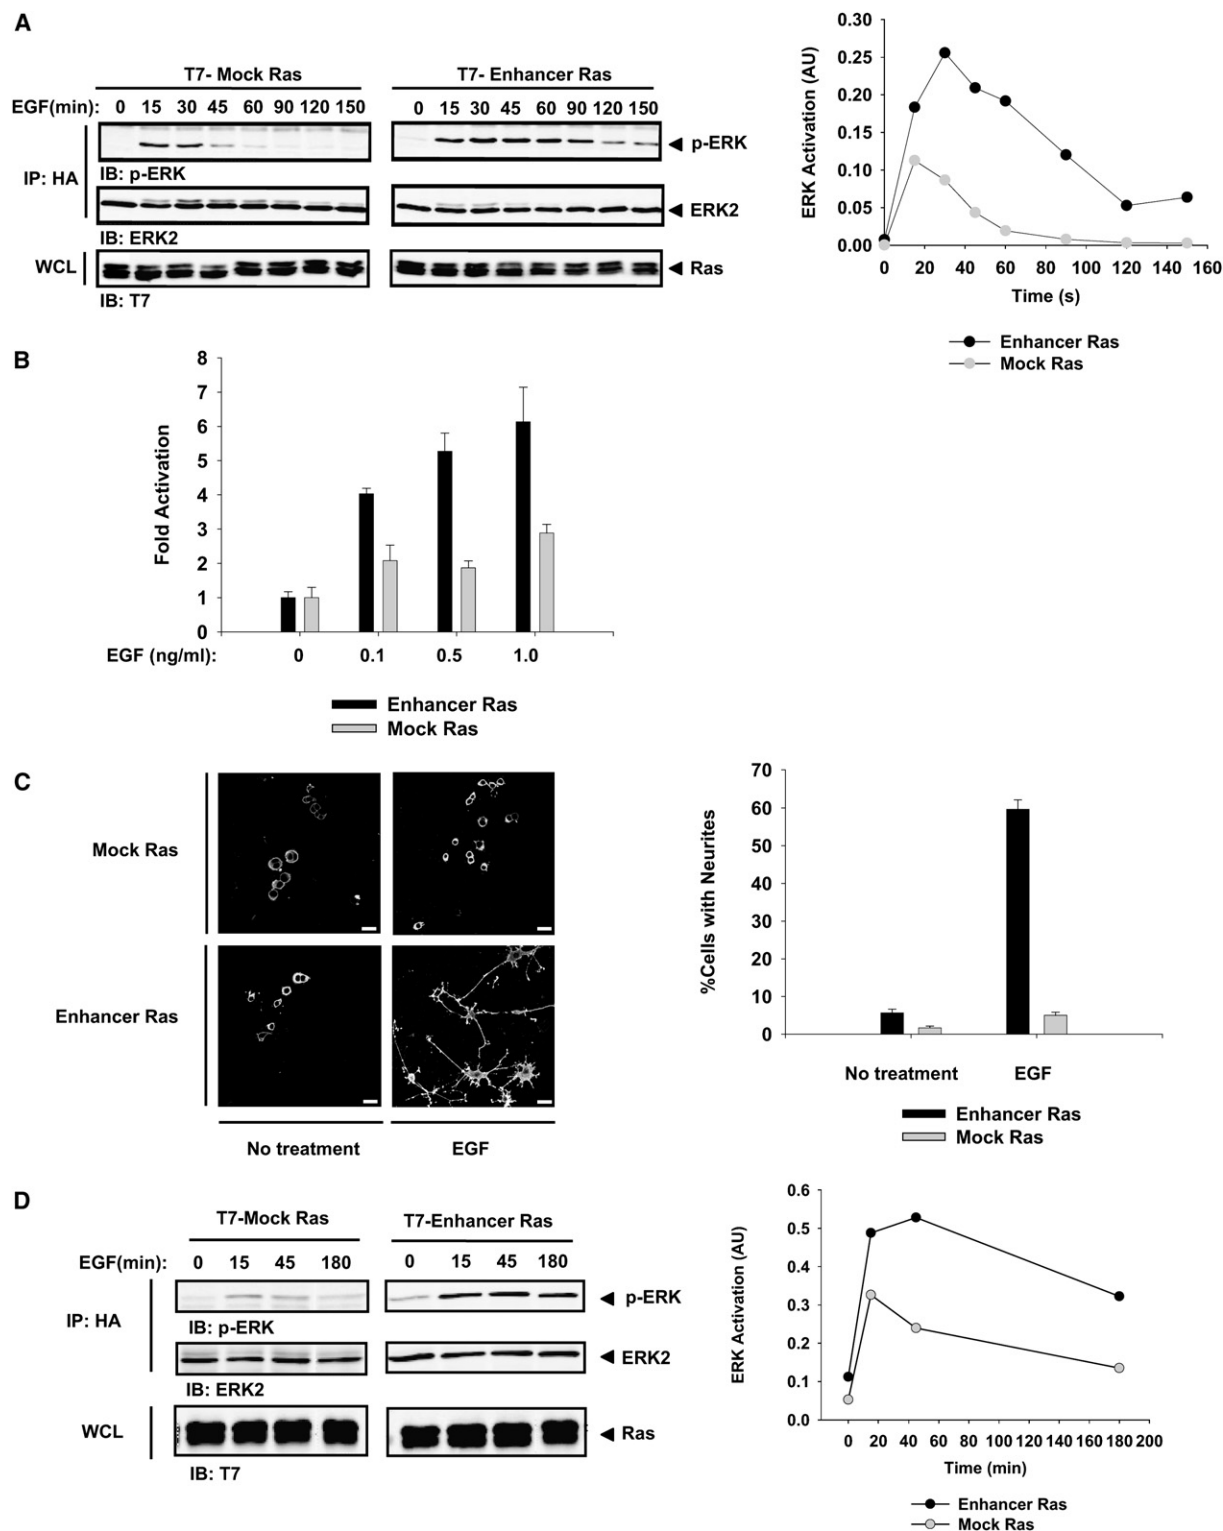 A
T7- Mock Ras
T7- Enhancer Ras
EGF(min): 0 15 30 45 60 90 120 150
0 15 30 45 60 90 120 150
IP: HA
p-ERK
IB: p-ERK
ERK2
IB: ERK2
WCL
Ras
IB: T7
ERK Activation (AU)
0.30
0.25
0.20
0.15
0.10
0.05
0.00
0 20 40 60 80 100 120 140 160
Time (s)
Enhancer Ras
Mock Ras
B
Fold Activation
8
7
6
5
4
3
2
1
0
EGF (ng/ml): 0 0.1 0.5 1.0
Enhancer Ras
Mock Ras
C
Mock Ras
Enhancer Ras
No treatment
EGF
%Cells with Neurites
70
60
50
40
30
20
10
0
No treatment EGF
Enhancer Ras
Mock Ras
D
T7-Mock Ras
T7-Enhancer Ras
EGF(min): 0 15 45 180
0 15 45 180
IP: HA
p-ERK
IB: p-ERK
ERK2
IB: ERK2
WCL
Ras
IB: T7
ERK Activation (AU)
0.6
0.5
0.4
0.3
0.2
0.1
0.0
0 20 40 60 80 100 120 140 160 180 200
Time (min)
Enhancer Ras
Mock Ras